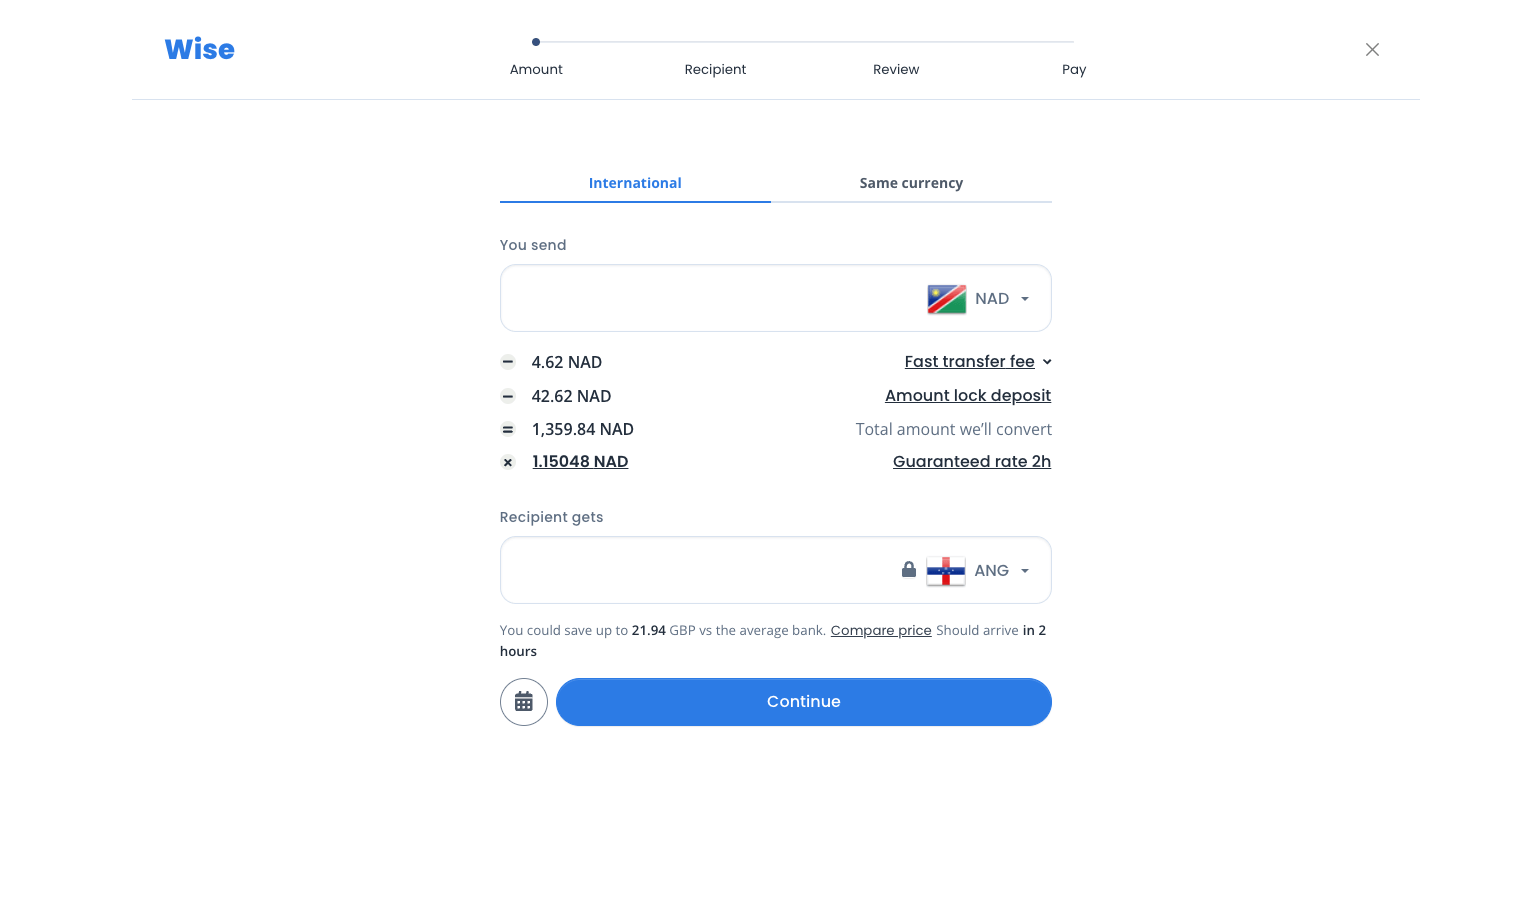 Wise
Amount
Recipient
Review
Pay
International
Same currency
You send
NAD
4.62 NAD
Fast transfer fee
42.62 NAD
Amount lock deposit
1,359.84 NAD
Total amount we'll convert
1.15048 NAD
Guaranteed rate 2h
Recipient gets
ANG
You could save up to 21.94 GBP vs the average bank. Compare price Should arrive in 2
hours
Continue